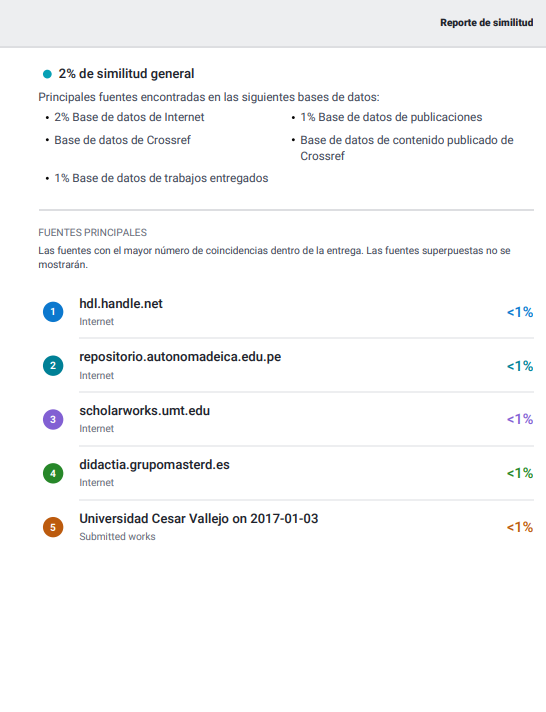 Reporte de similitud
2% de similitud general
Principales fuentes encontradas en las siguientes bases de datos:
• 2% Base de datos de Internet
• 1% Base de datos de publicaciones
• Base de datos de Crossref
• Base de datos de contenido publicado de
Crossref
• 1% Base de datos de trabajos entregados
FUENTES PRINCIPALES
Las fuentes con el mayor número de coincidencias dentro de la entrega. Las fuentes superpuestas no se
mostrarán.
1 hdl.handle.net <1%
Internet
2 repositorio.autonomadeica.edu.pe <1%
Internet
3 scholarworks.umt.edu <1%
Internet
4 didactia.grupomasterd.es <1%
Internet
5 Universidad Cesar Vallejo on 2017-01-03 <1%
Submitted works